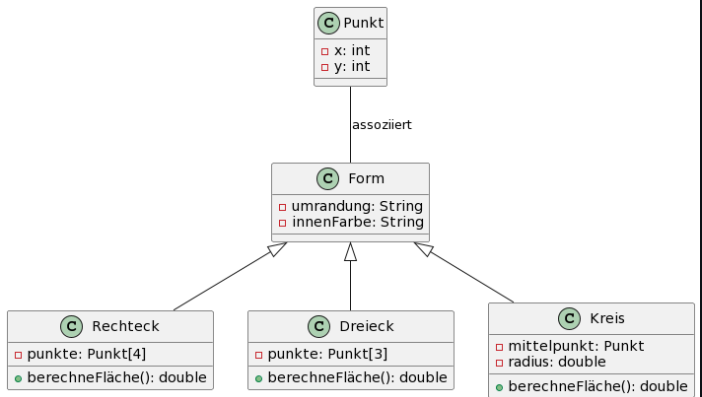 C Punkt
x: int
y: int
assoziiert
C Form
umrandung: String
innenFarbe: String
C Rechteck
punkte: Punkt[4]
berechneFläche(): double
C Dreieck
punkte: Punkt[3]
berechneFläche(): double
C Kreis
mittelpunkt: Punkt
radius: double
berechneFläche(): double